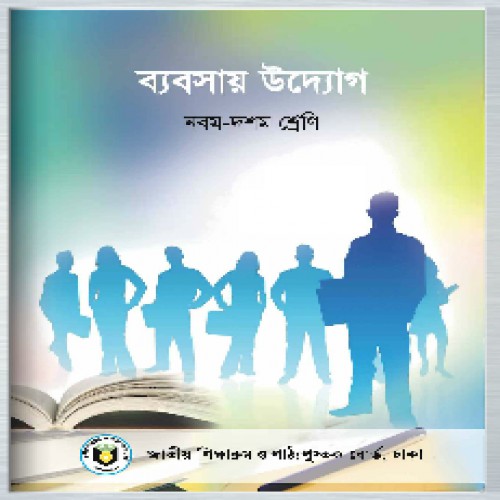 ব্যবসায় উদ্যোগ
নবম-দশম শ্রেণি
জাতীয় শিক্ষাক্রম ও পাঠ্যপুস্তক বোর্ড, ঢাকা